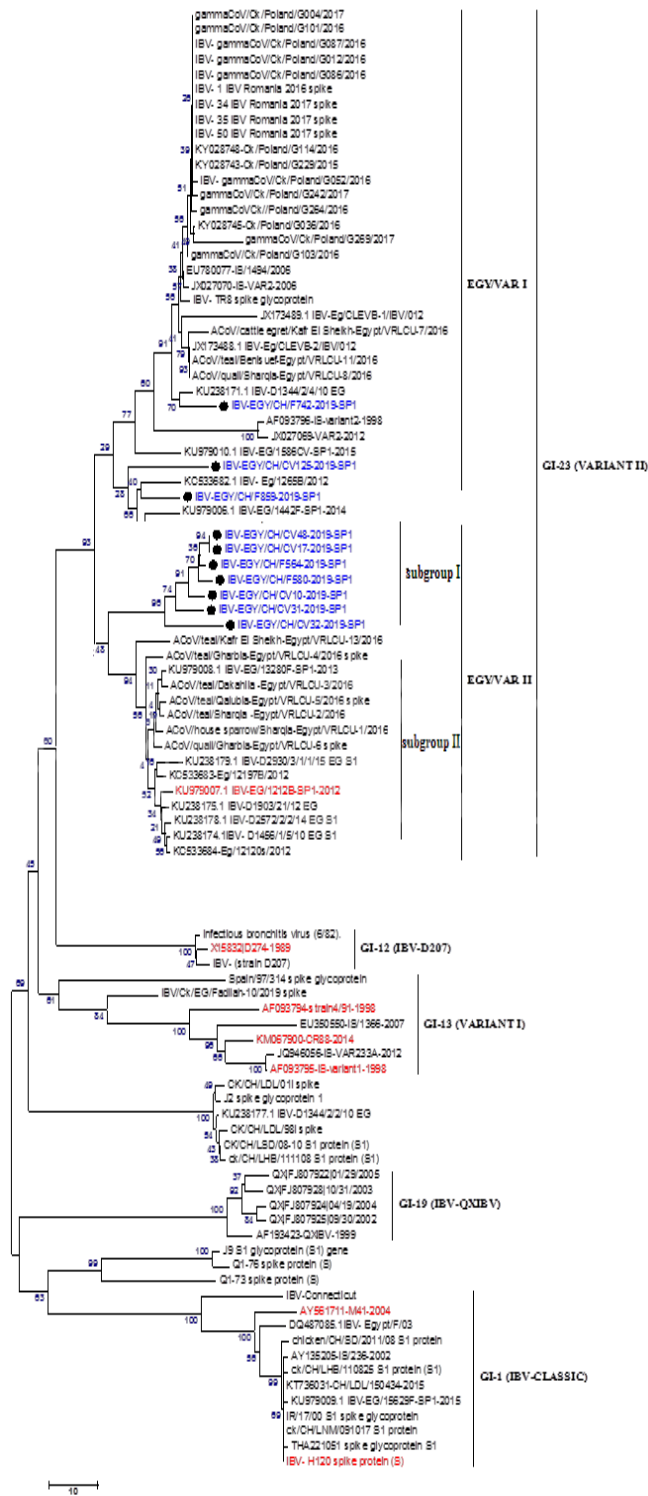 gammaCoV/Ck/Poland/G004/2017
gammaCoV/Ck/Poland/G101/2016
IBV- gammaCoV/Ck/Poland/G087/2016
IBV- gammaCoV/Ck/Poland/G012/2016
IBV- gammaCoV/Ck/Poland/G086/2016
IBV- 1 IBV Romania 2016 spike
IBV- 34 IBV Romania 2017 spike
IBV- 35 IBV Romania 2017 spike
IBV- 50 IBV Romania 2017 spike
KY028748-Ck/Poland/G114/2016
KY028743-Ck/Poland/G229/2015
IBV- gammaCoV/Ck/Poland/G052/2016
gammaCoV/Ck/Poland/G242/2017
gammaCoV/Ck//Poland/G264/2016
KY028745-Ck/Poland/G036/2016
gammaCoV/Ck/Poland/G269/2017
gammaCoV/Ck/Poland/G103/2016
EU780077-IS/1494/2006
JX027070-IS-VAR2-2006
IBV- TR8 spike glycoprotein
JX173489.1 IBV-Eg/CLEVB-1/IBV/012
ACoV/cattle egret/Kafr El Sheikh-Egypt/VRLCU-7/2016
JX173488.1 IBV-Eg/CLEVB-2/IBV/012
ACoV/teal/Benisuef-Egypt/VRLCU-11/2016
ACoV/quail/Sharqia-Egypt/VRLCU-8/2016
KU238171.1 IBV-D1344/2/4/10 EG
IBV-EGY/CH/F742-2019-SP1
AF093796-IS-variant2-1998
JX027069-VAR2-2012
KU979010.1 IBV-EG/1586CV-SP1-2015
IBV-EGY/CH/CV125-2019-SP1
KC533682.1 IBV- Eg/1265B/2012
IBV-EGY/CH/F859-2019-SP1
KU979006.1 IBV-EG/1442F-SP1-2014
EGY/VAR I
GI-23 (VARIANT II)
IBV-EGY/CH/CV48-2019-SP1
IBV-EGY/CH/CV17-2019-SP1
IBV-EGY/CH/F564-2019-SP1
IBV-EGY/CH/F580-2019-SP1
IBV-EGY/CH/CV10-2019-SP1
IBV-EGY/CH/CV31-2019-SP1
IBV-EGY/CH/CV32-2019-SP1
subgroup I
ACoV/teal/Kafr El Sheikh-Egypt/VRLCU-13/2016
ACoV/teal/Gharbia-Egypt/VRLCU-4/2016 spike
KU979008.1 IBV-EG/13280F-SP1-2013
ACoV/teal/Dakahlia -Egypt/VRLCU-3/2016
ACoV/teal/Qalubia-Egypt/VRLCU-5/2016 spike
ACoV/teal/Sharqia -Egypt/VRLCU-2/2016
ACoV/house sparrow/Sharqia-Egypt/VRLCU-1/2016
ACoV/quail/Gharbia-Egypt/VRLCU-6 spike
KU238179.1 IBV-D2930/3/1/1/15 EG S1
KC533683-Eg/12197B/2012
KU979007.1 IBV-EG/1212B-SP1-2012
KU238175.1 IBV-D1903/21/12 EG
KU238178.1 IBV-D2572/2/2/14 EG S1
KU238174.1IBV- D1456/1/5/10 EG S1
KC533684-Eg/12120s/2012
subgroup II
EGY/VAR II
Infectious bronchitis virus (6/82).
X15832|D274-1989
IBV- (strain D207)
GI-12 (IBV-D207)
Spain/97/314 spike glycoprotein
IBV/Ck/EG/Fadllah-10/2019 spike
AF093794-strain4/91-1998
EU350550-IS/1366-2007
KM067900-CR88-2014
JQ946056-IS-VAR233A-2012
AF093795-IS-variant1-1998
GI-13 (VARIANT I)
CK/CH/LDL/01I spike
J2 spike glycoprotein 1
KU238177.1 IBV-D1344/2/2/10 EG
CK/CH/LDL/98I spike
CK/CH/LSD/08-10 S1 protein (S1)
ck/CH/LHB/111108 S1 protein (S1)
QX|FJ807922|01/29/2005
QX|FJ807928|10/31/2003
QX|FJ807924|04/19/2004
QX|FJ807925|09/30/2002
AF193423-QXIBV-1999
GI-19 (IBV-QXIBV)
J9 S1 glycoprotein (S1) gene
Q1-76 spike protein (S)
Q1-73 spike protein (S)
IBV-Connecticut
AY561711-M41-2004
DQ487085.1IBV- Egypt/F/03
chicken/CH/SD/2011/08 S1 protein
AY135205-IS/236-2002
ck/CH/LHB/110825 S1 protein (S1)
KT736031-CH/LDL/150434-2015
KU979009.1 IBV-EG/15629F-SP1-2015
IR/17/00 S1 spike glycoprotein
ck/CH/LNM/091017 S1 protein
THA221051 spike glycoprotein S1
IBV- H120 spike protein (S)
GI-1 (IBV-CLASSIC)
10